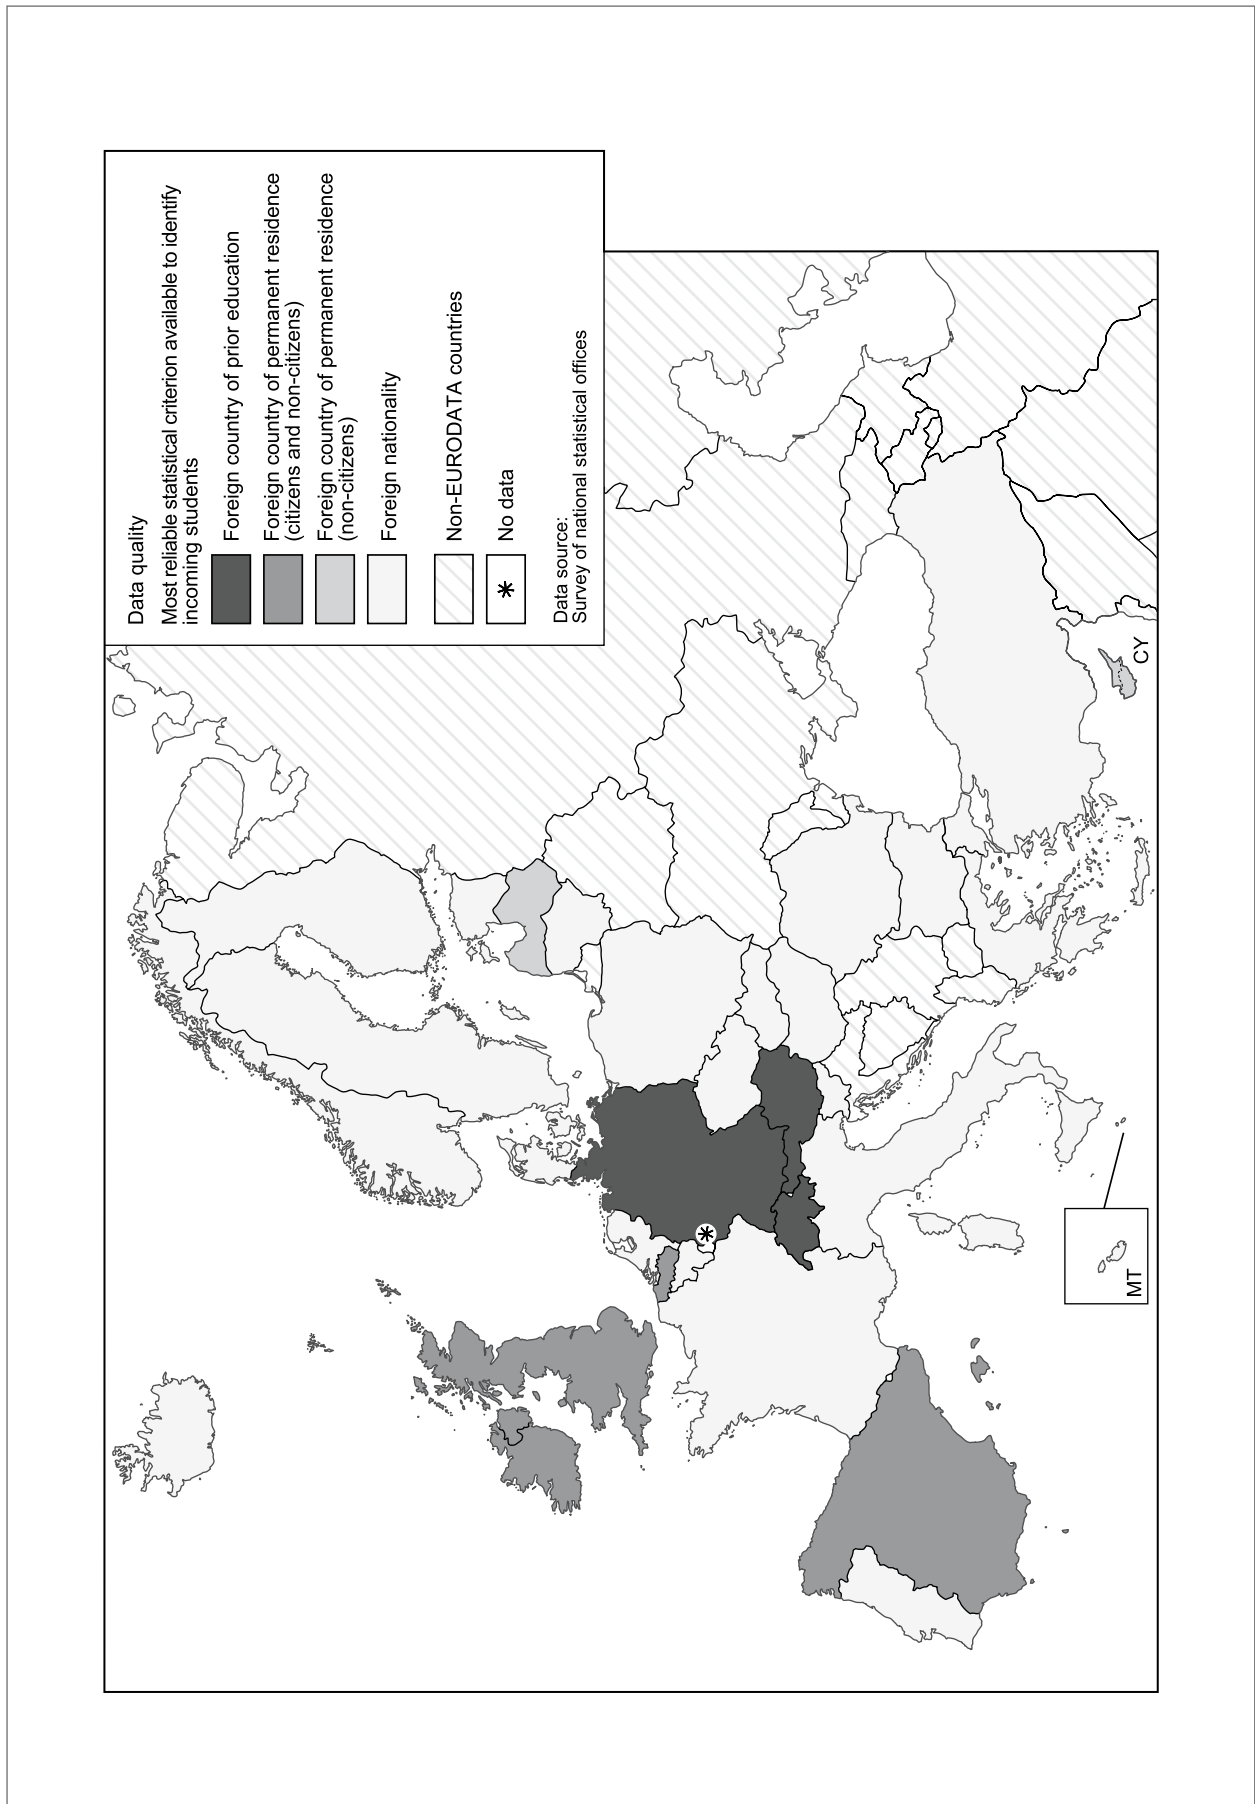 Data quality
Most reliable statistical criterion available to identify
incoming students
Foreign country of prior education
Foreign country of permanent residence
(citizens and non-citizens)
Foreign country of permanent residence
(non-citizens)
Foreign nationality
Non-EURODATA countries
* No data
Data source:
Survey of national statistical offices
*
CY
MT